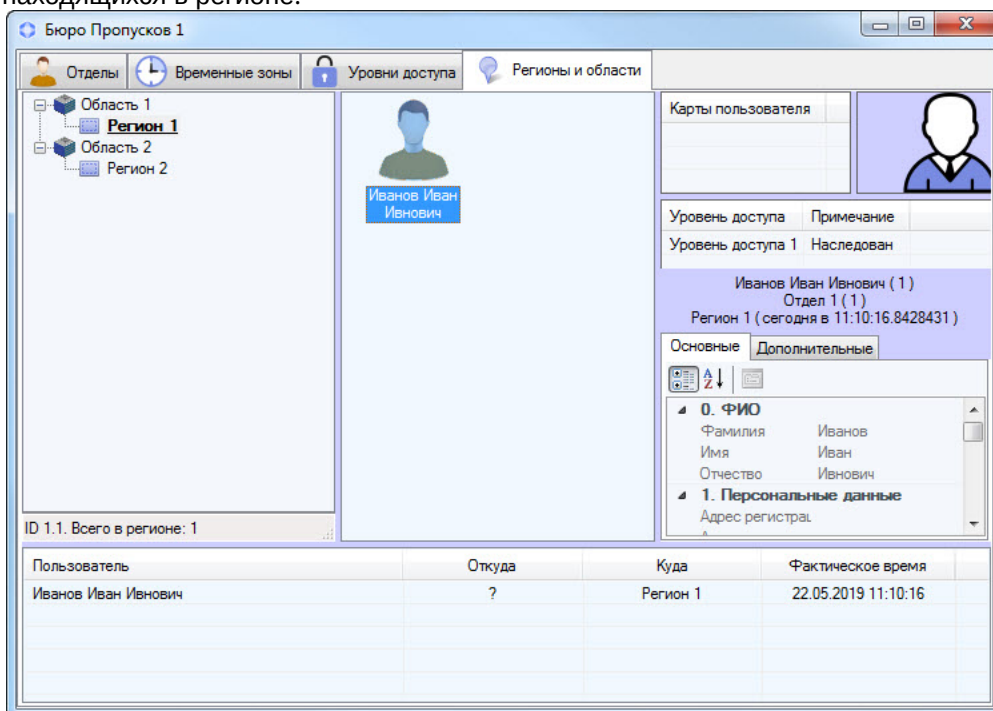 находящихся в регионе.
Бюро Пропусков 1
Отделы Временные зоны Уровни доступа Регионы и области
Область 1
Регион 1
Область 2
Регион 2
ID 1.1. Всего в регионе: 1
Иванов Иван
Ивнович
Карты пользователя
Уровень доступа Примечание
Уровень доступа 1 Наследован
Иванов Иван Ивнович ( 1 )
Отдел 1 ( 1 )
Регион 1 ( сегодня в 11:10:16.8428431 )
Основные Дополнительные
0. ФИО
Фамилия Иванов
Имя Иван
Отчество Ивнович
1. Персональные данные
Адрес регистрац
Пользователь Откуда Куда Фактическое время
Иванов Иван Ивнович ? Регион 1 22.05.2019 11:10:16